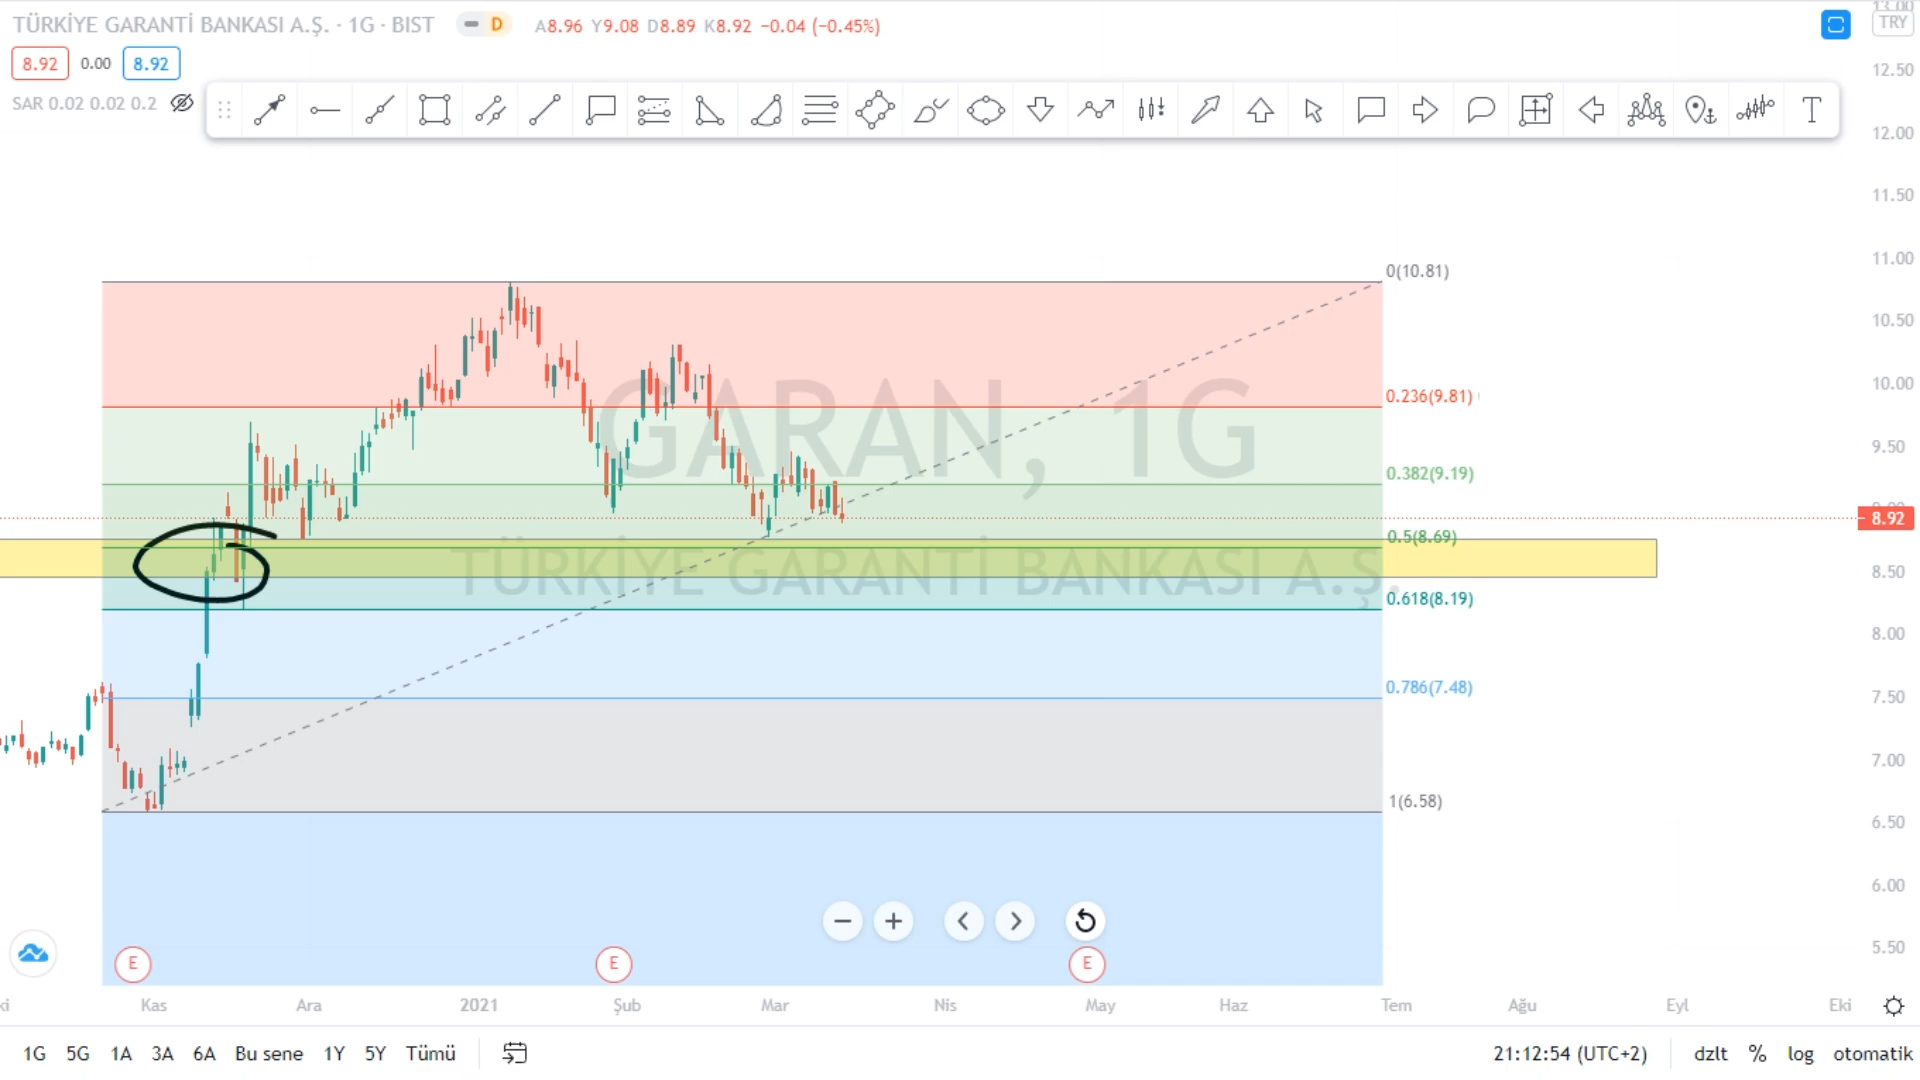 TÜRKİYE GARANTİ BANKASI A.Ş. · 1G · BIST D A8.96 Y9.08 D8.89 K8.92 −0.04 (−0.45%)
TRY
8.92 0.00 8.92
SAR 0.02 0.02 0.2
T
13.00
12.50
12.00
11.50
11.00
10.50
10.00
9.50
9.00
8.92
8.50
8.00
7.50
7.00
6.50
6.00
5.50
0(10.81)
0.236(9.81)
0.382(9.19)
0.5(8.69)
0.618(8.19)
0.786(7.48)
1(6.58)
GARAN, 1G
TÜRKİYE GARANTİ BANKASI A.Ş.
E E E
Kas Ara 2021 Şub Mar Nis May Haz Tem Ağu Eyl Eki
1G 5G 1A 3A 6A Bu sene 1Y 5Y Tümü 21:12:54 (UTC+2) dzlt % log otomatik